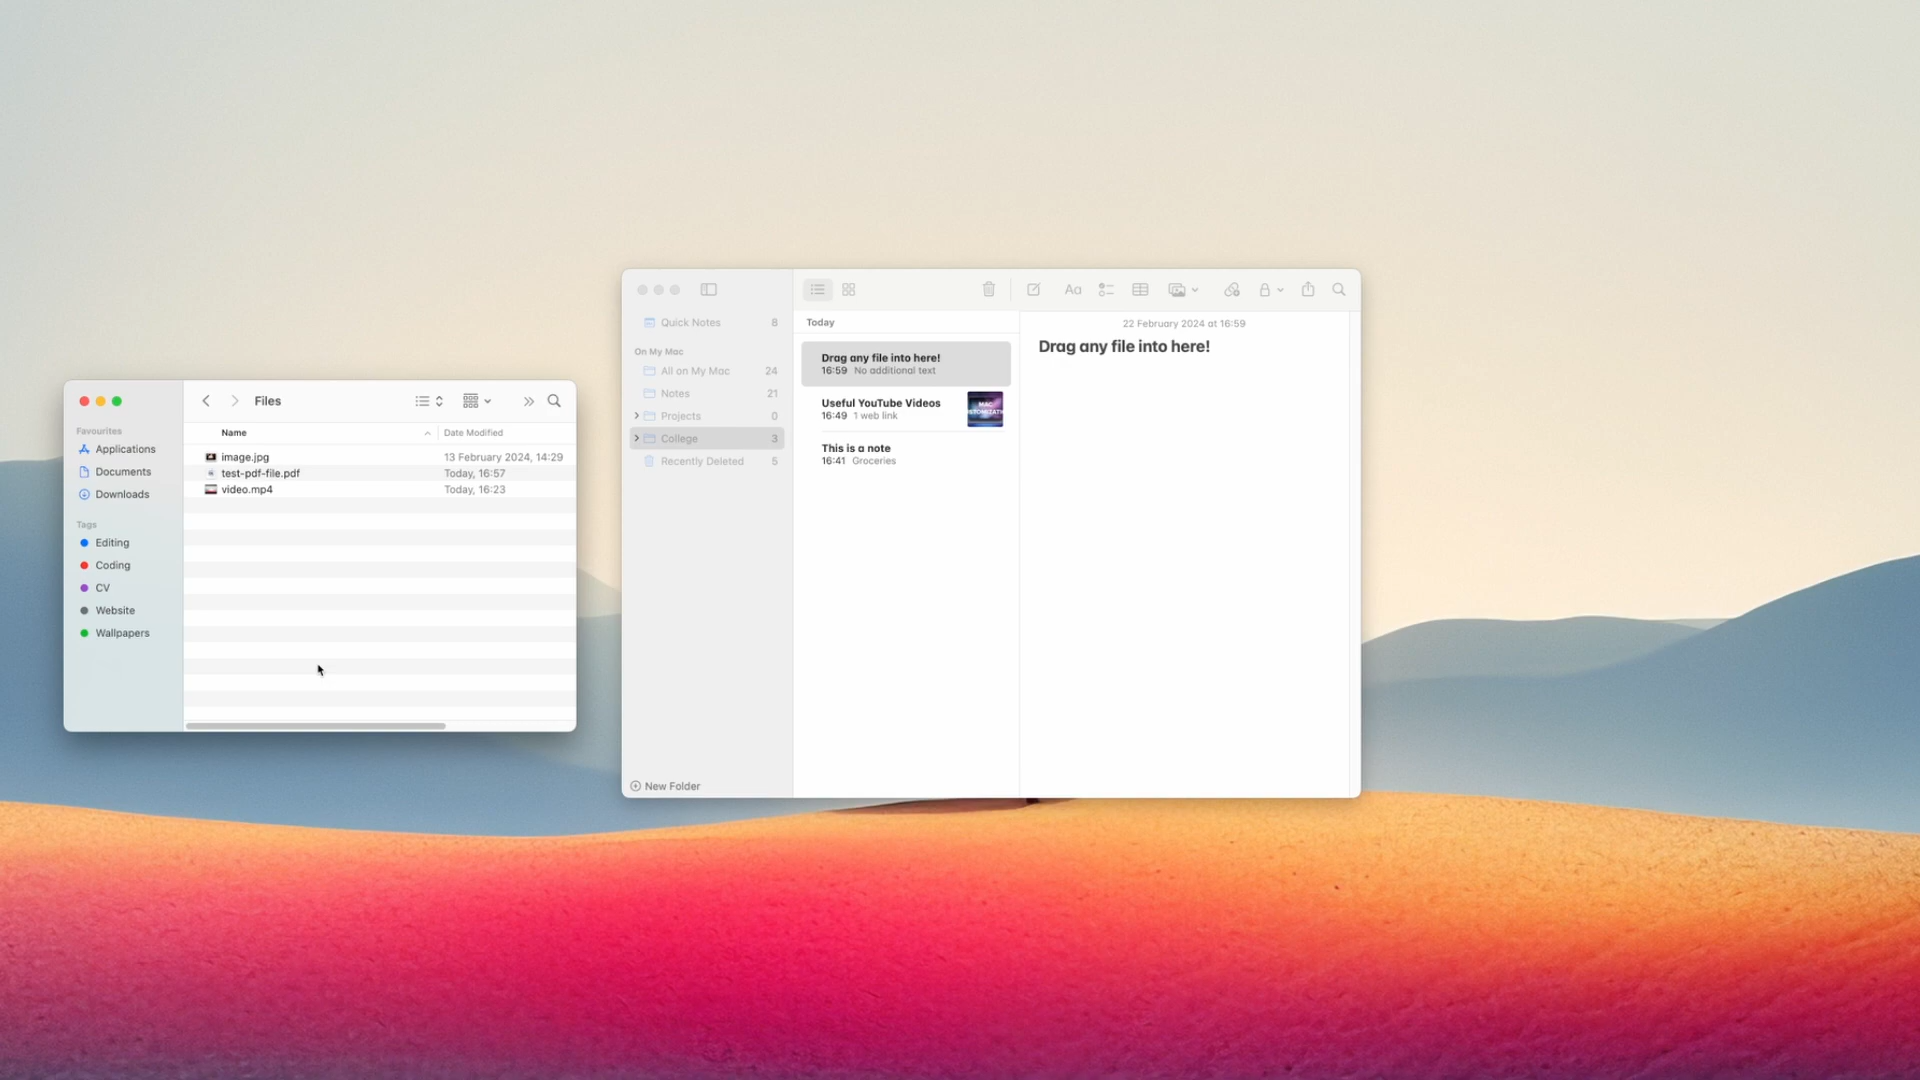 Files
Favourites
Applications
Documents
Downloads
Tags
Editing
Coding
CV
Website
Wallpapers
Name
Date Modified
image.jpg
13 February 2024, 14:29
test-pdf-file.pdf
Today, 16:57
video.mp4
Today, 16:23
Quick Notes 8
On My Mac
All on My Mac 24
Notes 21
Projects 0
College 3
Recently Deleted 5
New Folder
Today
Drag any file into here!
16:59 No additional text
Useful YouTube Videos
16:49 1 web link
MAC
This is a note
16:41 Groceries
Aa
22 February 2024 at 16:59
Drag any file into here!